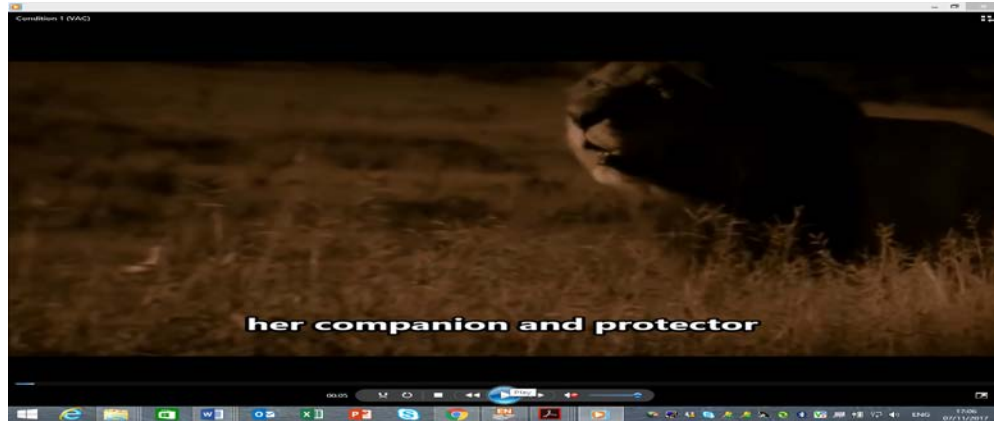 Condition 1 (VAC)
her companion and protector
00:05
Play
ENG
17:06
07/11/2017